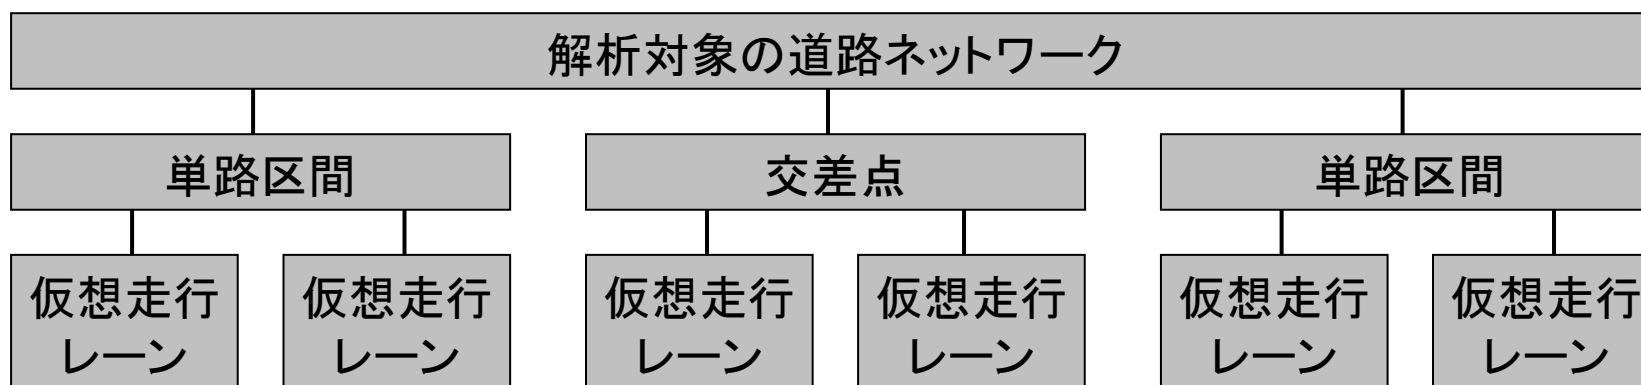 解析対象の道路ネットワーク
単路区間
交差点
単路区間
仮想走行
レーン
仮想走行
レーン
仮想走行
レーン
仮想走行
レーン
仮想走行
レーン
仮想走行
レーン